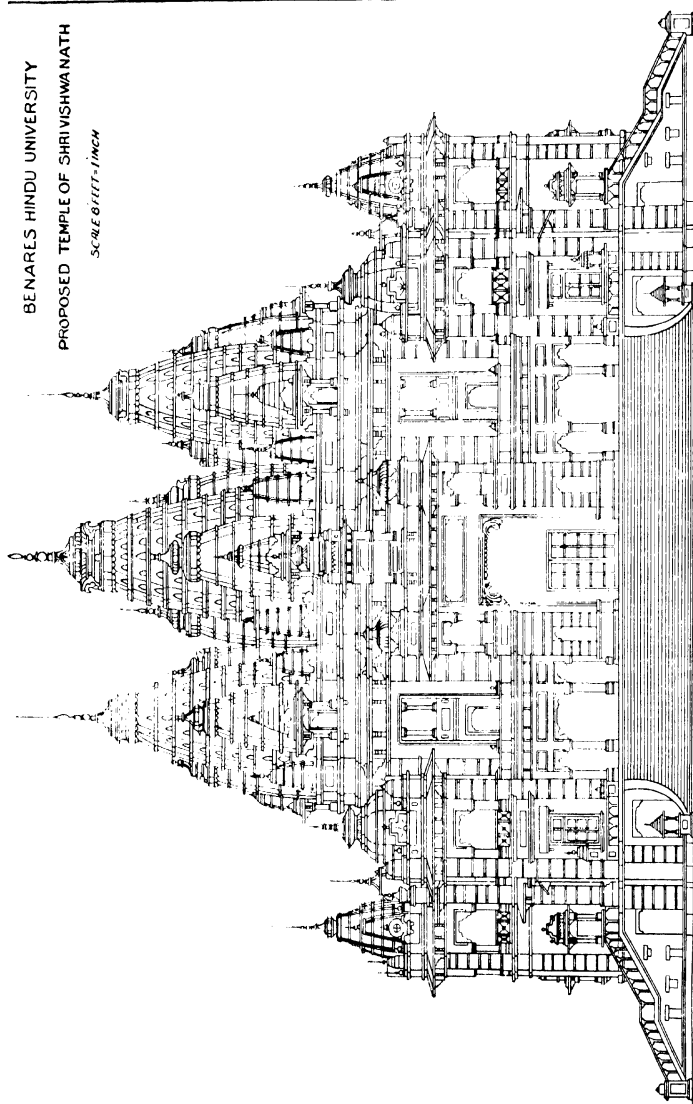 BENARES HINDU UNIVERSITY
PROPOSED TEMPLE OF SHRI VISHWANATH
SCALE 8 FEET = 1 INCH